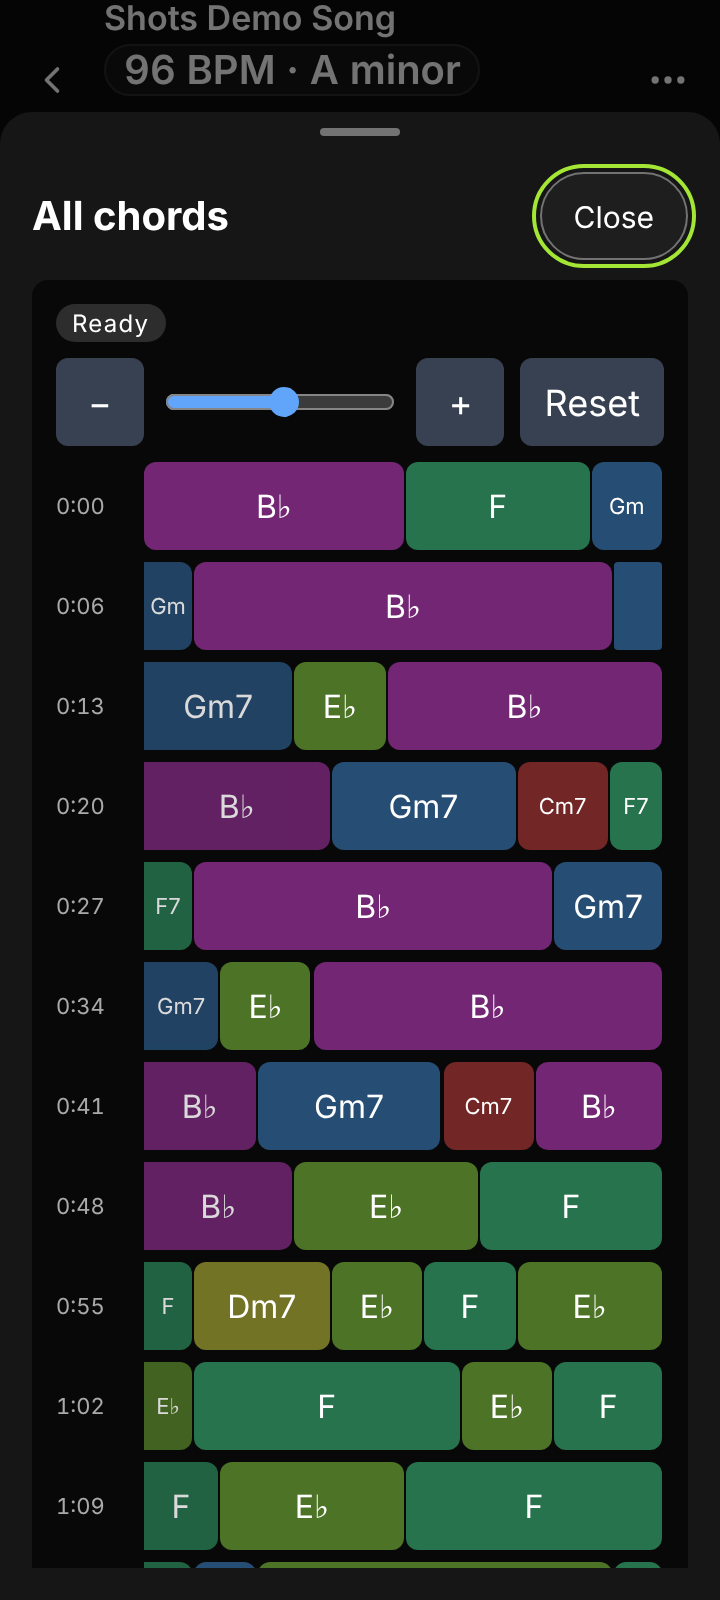 Shots Demo Song
96 BPM · A minor
All chords
Close
Ready
− + Reset
0:00 B♭ F Gm
0:06 Gm B♭
0:13 Gm7 E♭ B♭
0:20 B♭ Gm7 Cm7 F7
0:27 F7 B♭ Gm7
0:34 Gm7 E♭ B♭
0:41 B♭ Gm7 Cm7 B♭
0:48 B♭ E♭ F
0:55 F Dm7 E♭ F E♭
1:02 E♭ F E♭ F
1:09 F E♭ F